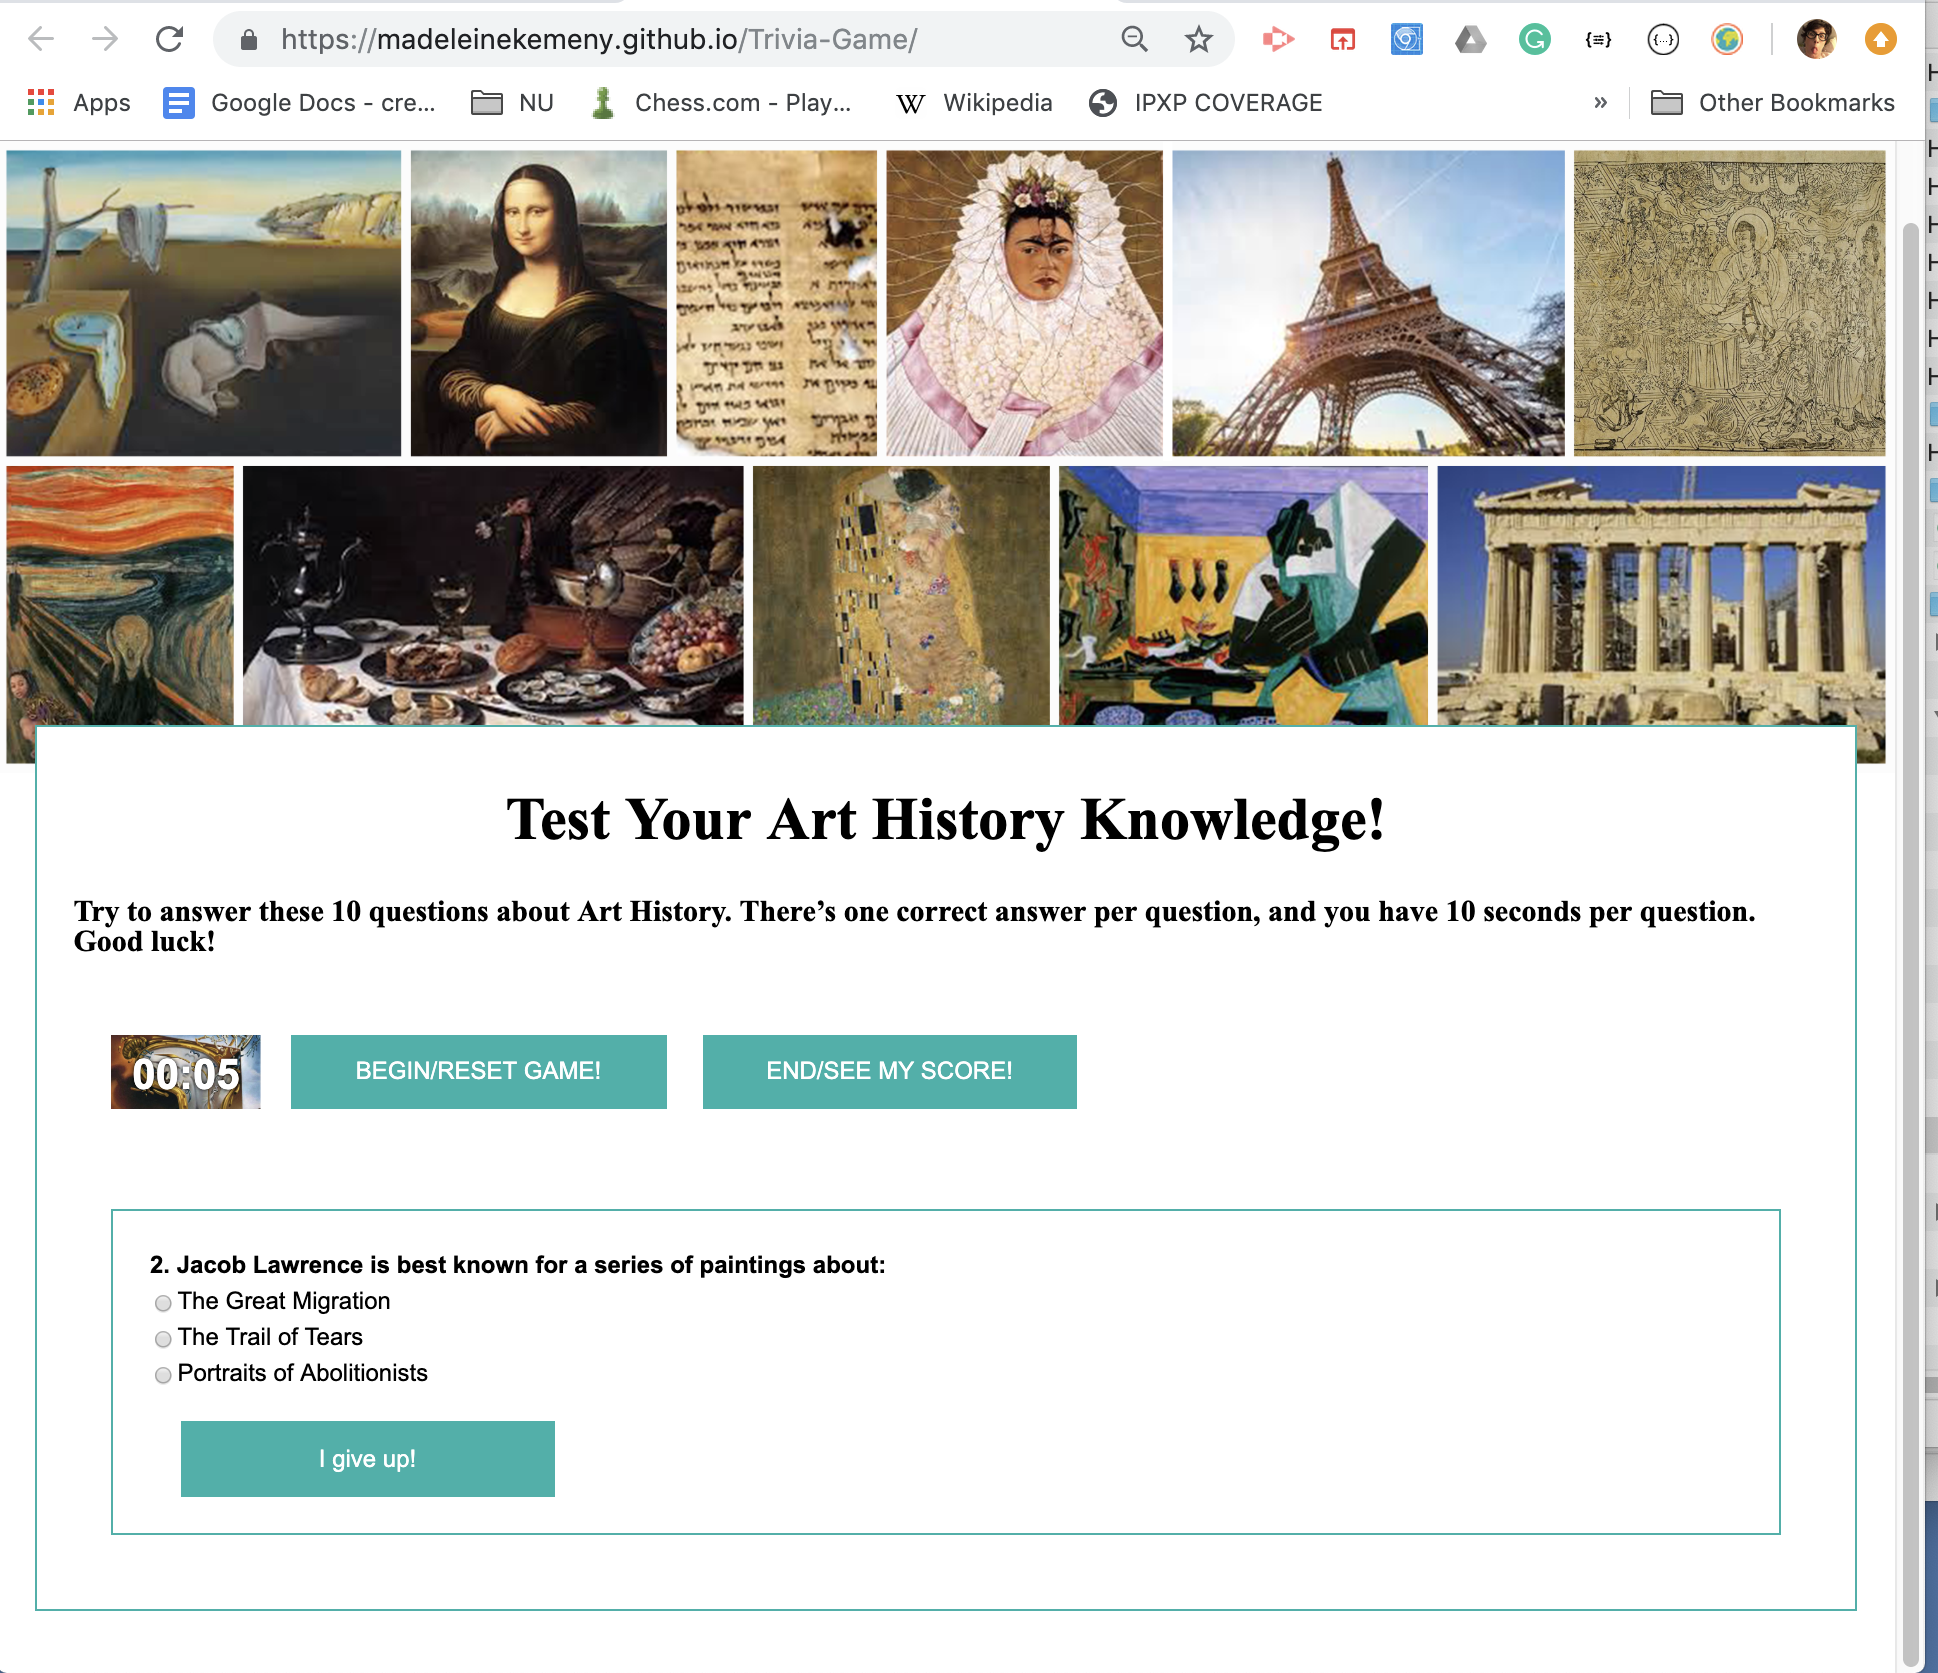 https://madeleinekemeny.github.io/Trivia-Game/
Apps Google Docs - cre... NU Chess.com - Play... W Wikipedia IPXP COVERAGE » Other Bookmarks
Test Your Art History Knowledge!
Try to answer these 10 questions about Art History. There’s one correct answer per question, and you have 10 seconds per question.
Good luck!
00:05 BEGIN/RESET GAME! END/SEE MY SCORE!
2. Jacob Lawrence is best known for a series of paintings about:
The Great Migration
The Trail of Tears
Portraits of Abolitionists
I give up!